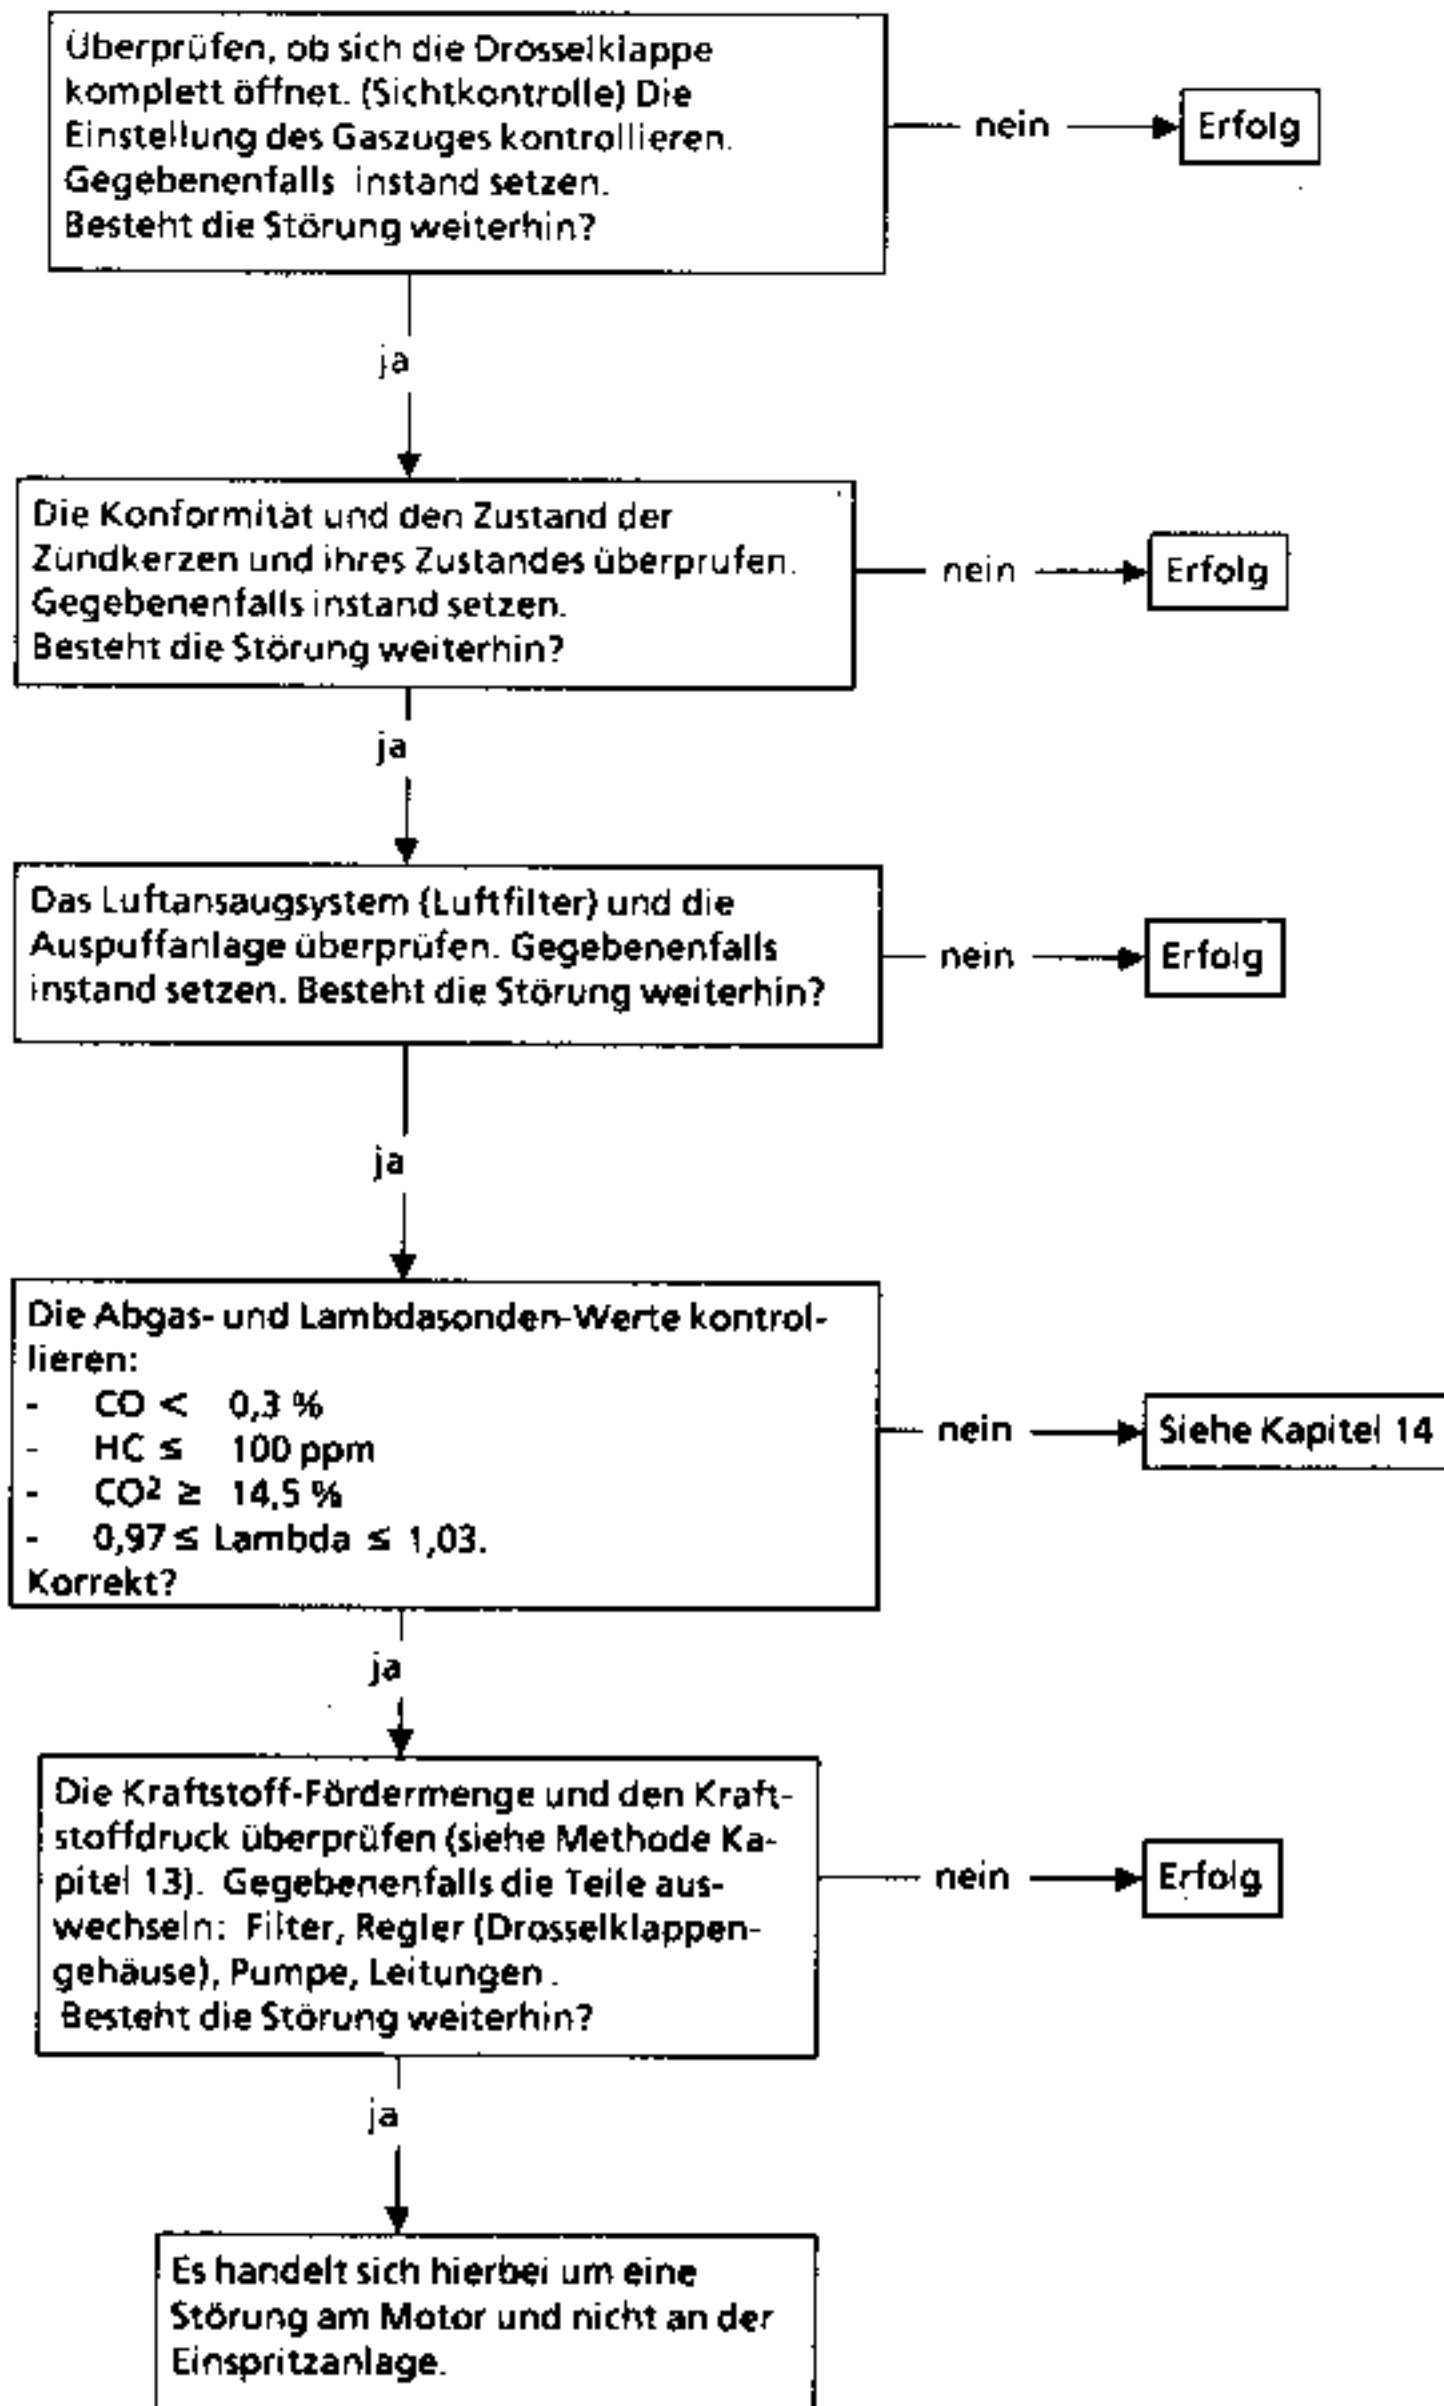 Überprüfen, ob sich die Drosselklappe
komplett öffnet. (Sichtkontrolle) Die
Einstellung des Gaszuges kontrollieren.
Gegebenenfalls instand setzen.
Besteht die Störung weiterhin?
nein
Erfolg
ja
Die Konformität und den Zustand der
Zündkerzen und ihres Zustandes überprufen.
Gegebenenfalls instand setzen.
Besteht die Störung weiterhin?
nein
Erfolg
ja
Das Luftansaugsystem (Luftfilter) und die
Auspuffanlage überprüfen. Gegebenenfalls
instand setzen. Besteht die Störung weiterhin?
nein
Erfolg
ja
Die Abgas- und Lambdasonden-Werte kontrol-
lieren:
- CO < 0,3 %
- HC ≤ 100 ppm
- CO² ≥ 14,5 %
- 0,97 ≤ Lambda ≤ 1,03.
Korrekt?
nein
Siehe Kapitel 14
ja
Die Kraftstoff-Fördermenge und den Kraft-
stoffdruck überprüfen (siehe Methode Ka-
pitel 13). Gegebenenfalls die Teile aus-
wechseln: Filter, Regler (Drosselklappen-
gehäuse), Pumpe, Leitungen .
Besteht die Störung weiterhin?
nein
Erfolg
ja
Es handelt sich hierbei um eine
Störung am Motor und nicht an der
Einspritzanlage.